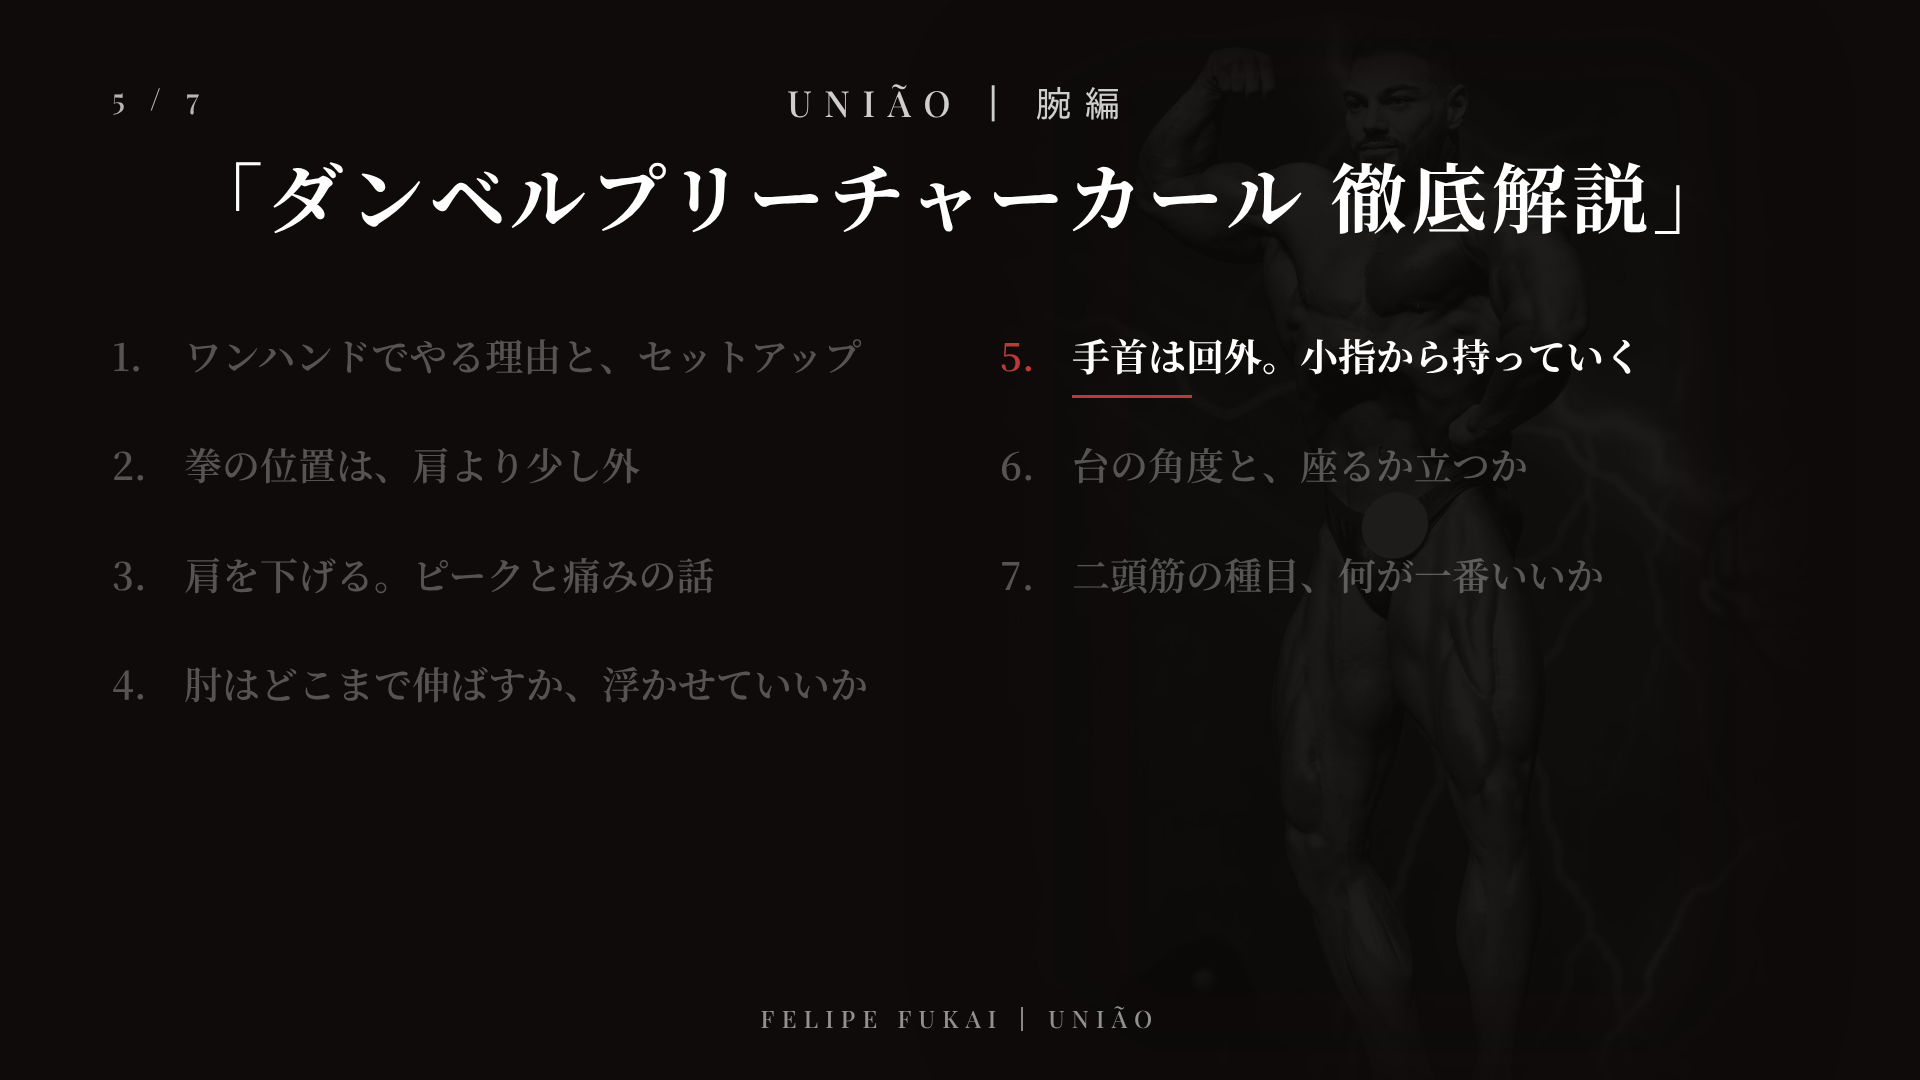 5 / 7
UNIÃO | 腕編
「ダンベルプリーチャーカール 徹底解説」
1. ワンハンドでやる理由と、セットアップ
2. 拳の位置は、肩より少し外
3. 肩を下げる。ピークと痛みの話
4. 肘はどこまで伸ばすか、浮かせていいか
5. 手首は回外。小指から持っていく
6. 台の角度と、座るか立つか
7. 二頭筋の種目、何が一番いいか
FELIPE FUKAI | UNIÃO